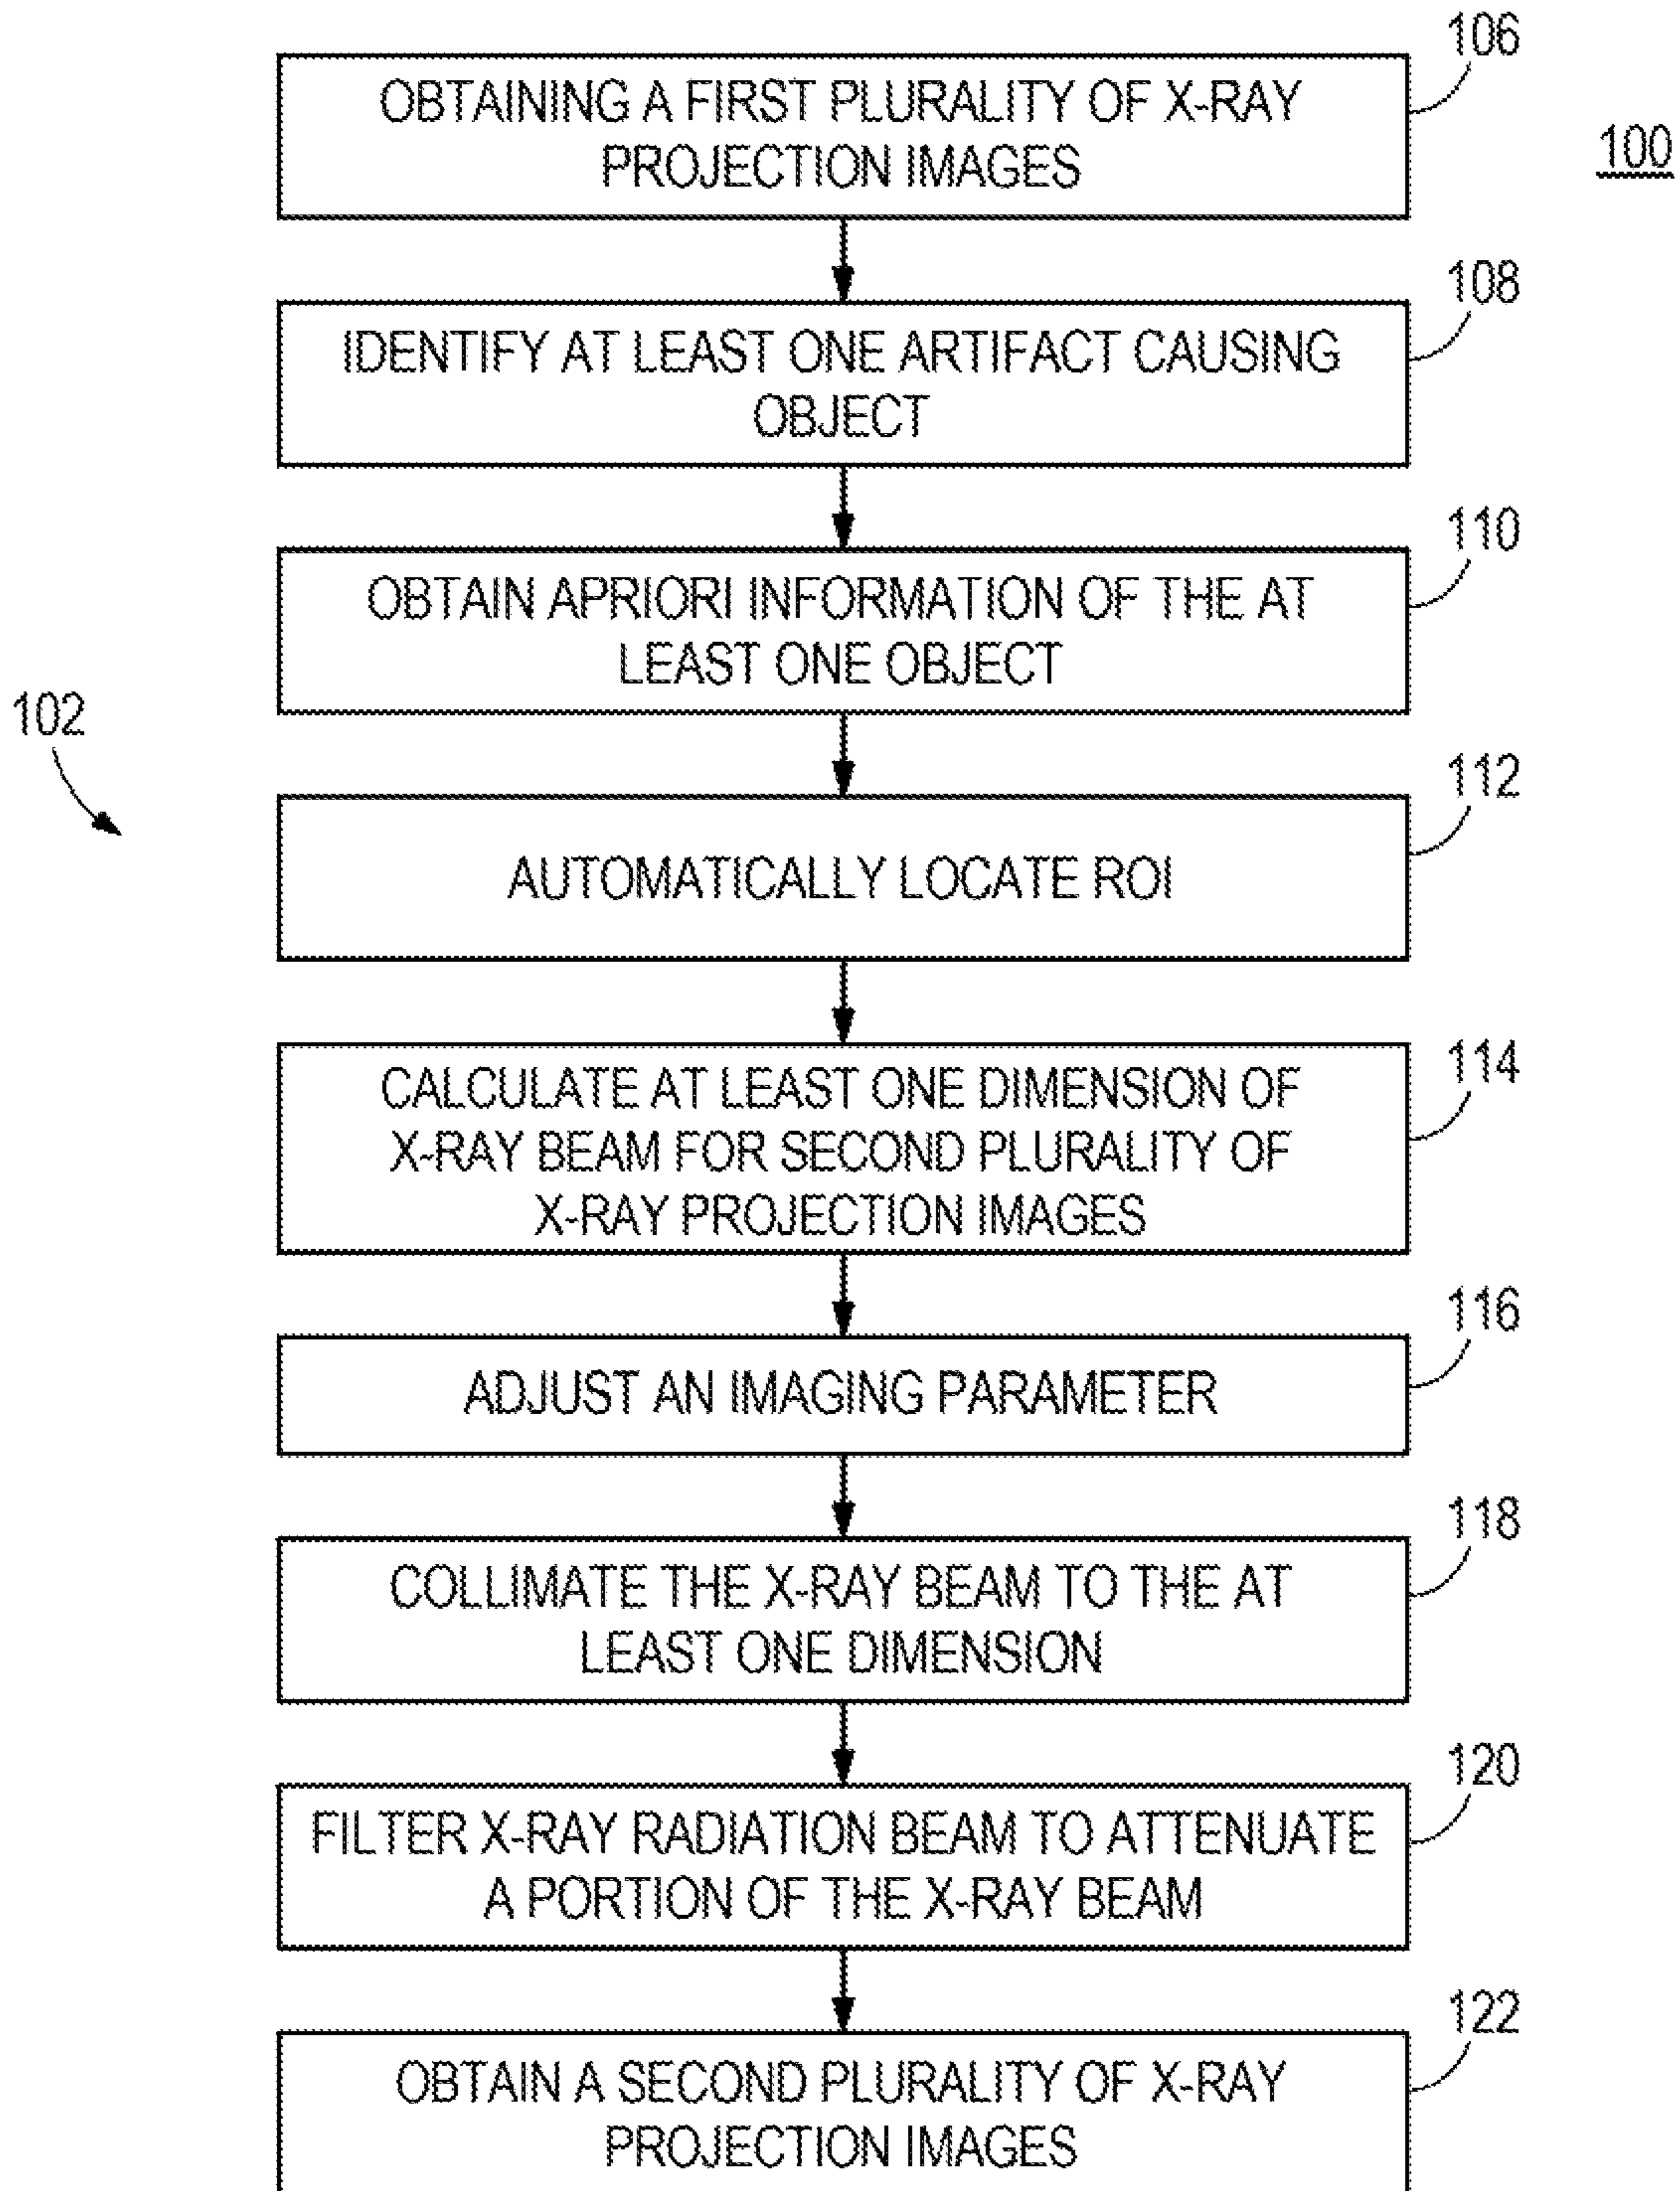 106
OBTAINING A FIRST PLURALITY OF X-RAY
PROJECTION IMAGES
100
108
IDENTIFY AT LEAST ONE ARTIFACT CAUSING
OBJECT
110
OBTAIN APRIORI INFORMATION OF THE AT
LEAST ONE OBJECT
102
112
AUTOMATICALLY LOCATE ROI
114
CALCULATE AT LEAST ONE DIMENSION OF
X-RAY BEAM FOR SECOND PLURALITY OF
X-RAY PROJECTION IMAGES
116
ADJUST AN IMAGING PARAMETER
118
COLLIMATE THE X-RAY BEAM TO THE AT
LEAST ONE DIMENSION
120
FILTER X-RAY RADIATION BEAM TO ATTENUATE
A PORTION OF THE X-RAY BEAM
122
OBTAIN A SECOND PLURALITY OF X-RAY
PROJECTION IMAGES